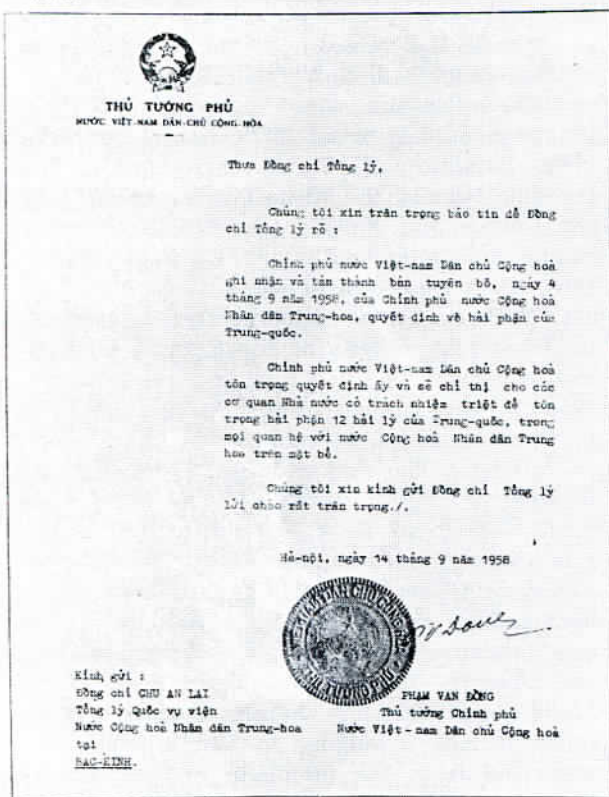 THỦ TƯỚNG PHỦ
NƯỚC VIỆT-NAM DÂN-CHỦ CỘNG-HÒA
Thưa Đồng chí Tổng lý,
Chúng tôi xin trân trọng báo tin để Đồng
chí Tổng lý rõ :
Chính phủ nước Việt-nam Dân chủ Cộng hoà
ghi nhận và tán thành bản tuyên bố, ngày 4
tháng 9 năm 1958, của Chính phủ nước Cộng hoà
Nhân dân Trung-hoa, quyết định về hải phận của
Trung-quốc.
Chính phủ nước Việt-nam Dân chủ Cộng hoà
tôn trọng quyết định ấy và sẽ chỉ thị cho các
cơ quan Nhà nước có trách nhiệm triệt để tôn
trọng hải phận 12 hải lý của Trung-quốc, trong
mọi quan hệ với nước Cộng hoà Nhân dân Trung
hoa trên mặt bể.
Chúng tôi xin kính gửi Đồng chí Tổng lý
lời chào rất trân trọng./.
Hà-nội, ngày 14 tháng 9 năm 1958
VIỆT NAM DÂN CHỦ CỘNG HÒA
THỦ TƯỚNG PHỦ
Kính gửi :
Đồng chí CHU AN LAI
Tổng lý Quốc vụ viện
Nước Cộng hoà Nhân dân Trung-hoa
tại
BẮC-KINH.
PHẠM VĂN ĐỒNG
Thủ tướng Chính phủ
Nước Việt-nam Dân chủ Cộng hoà